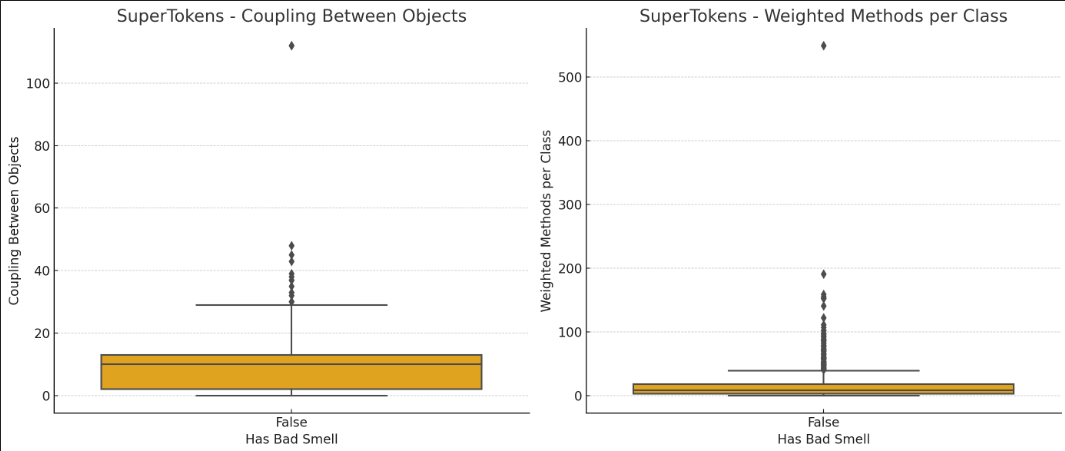 SuperTokens - Coupling Between Objects
100
80
60
40
20
0
Coupling Between Objects
False
Has Bad Smell
SuperTokens - Weighted Methods per Class
500
400
300
200
100
0
Weighted Methods per Class
False
Has Bad Smell